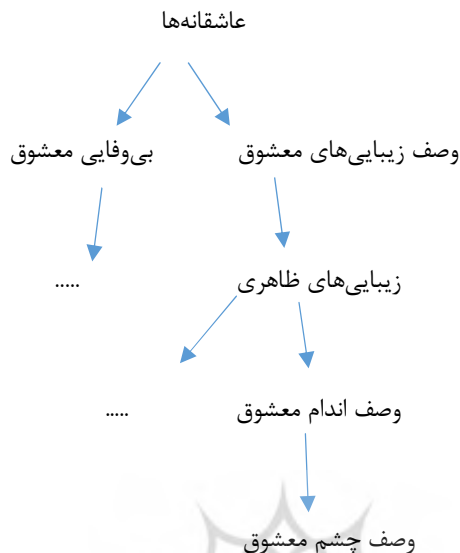 عاشقانه‌ها
وصف زیبایی‌های معشوق
بی‌وفایی معشوق
زیبایی‌های ظاهری
.....
وصف اندام معشوق
.....
وصف چشم معشوق